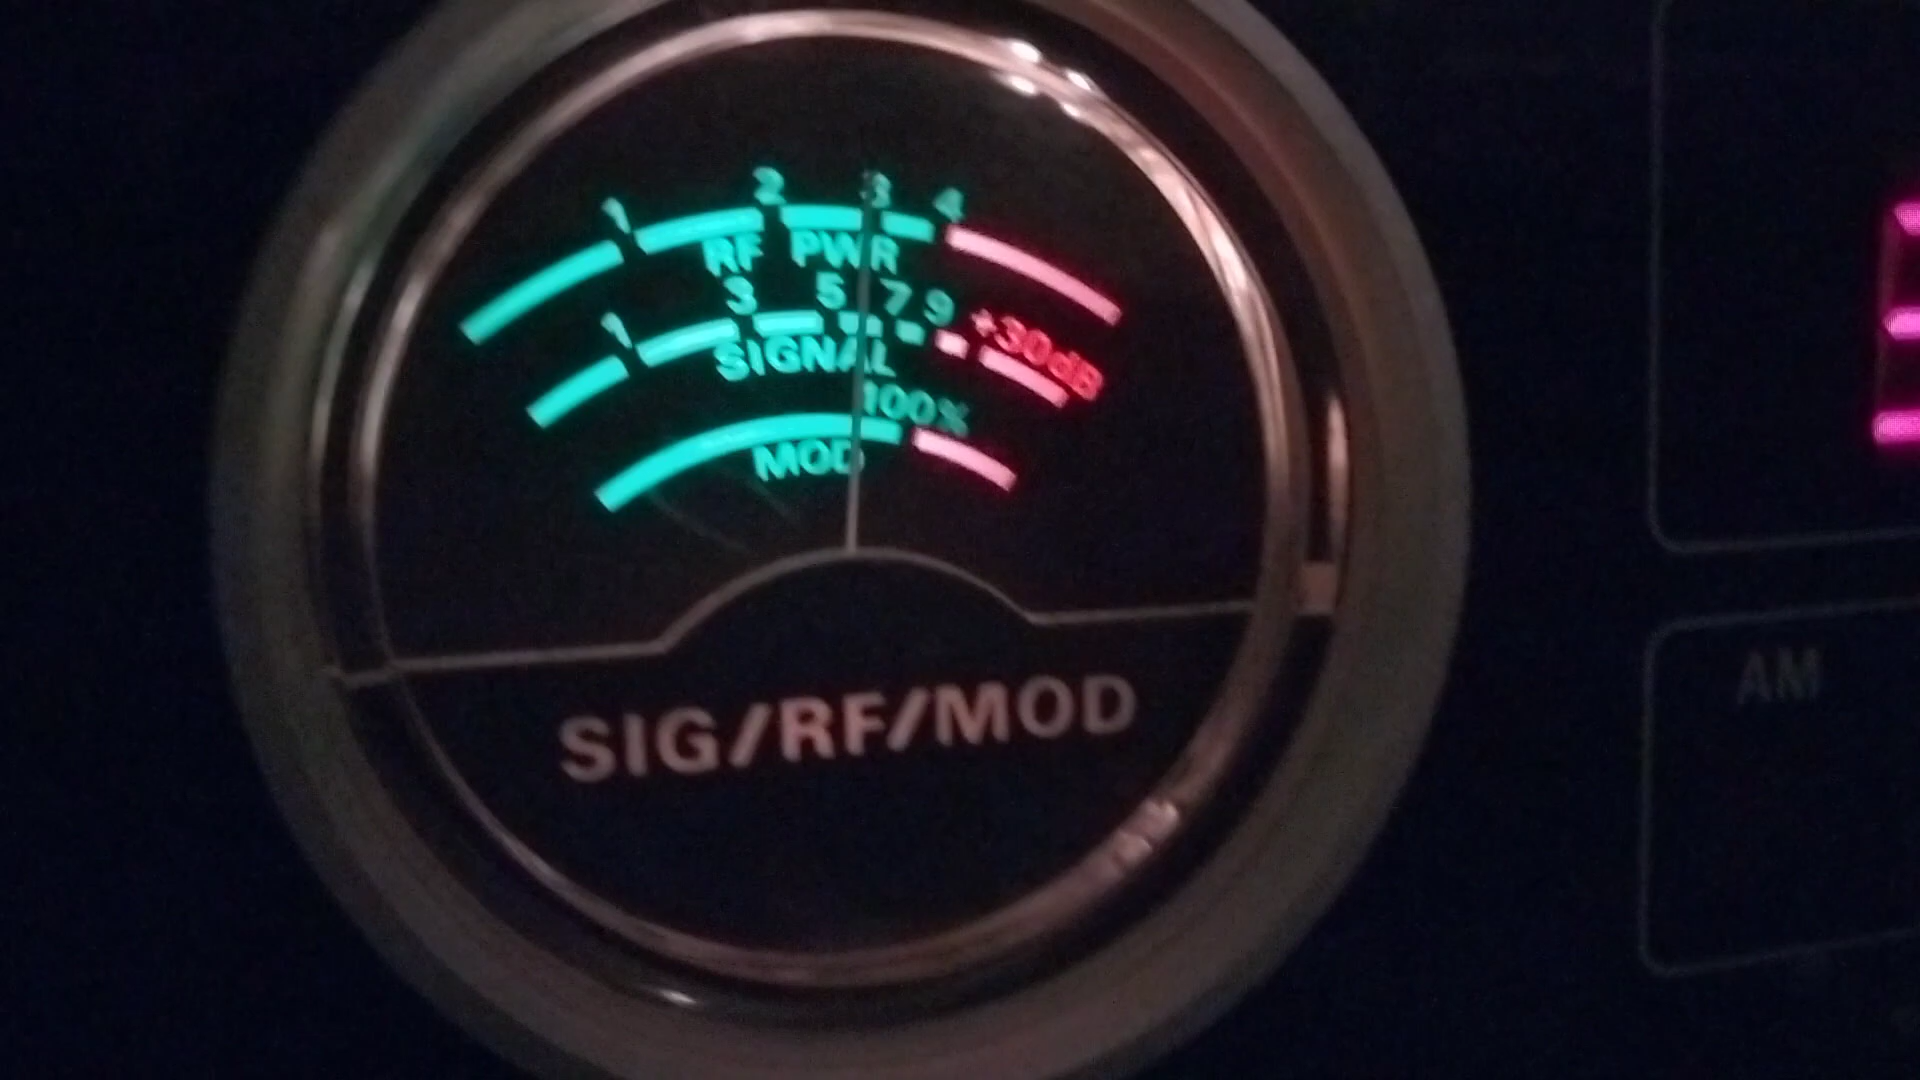 1 2 3 4
RF PWR
1 3 5 7 9 +30dB
SIGNAL
100%
MOD
SIG/RF/MOD
AM